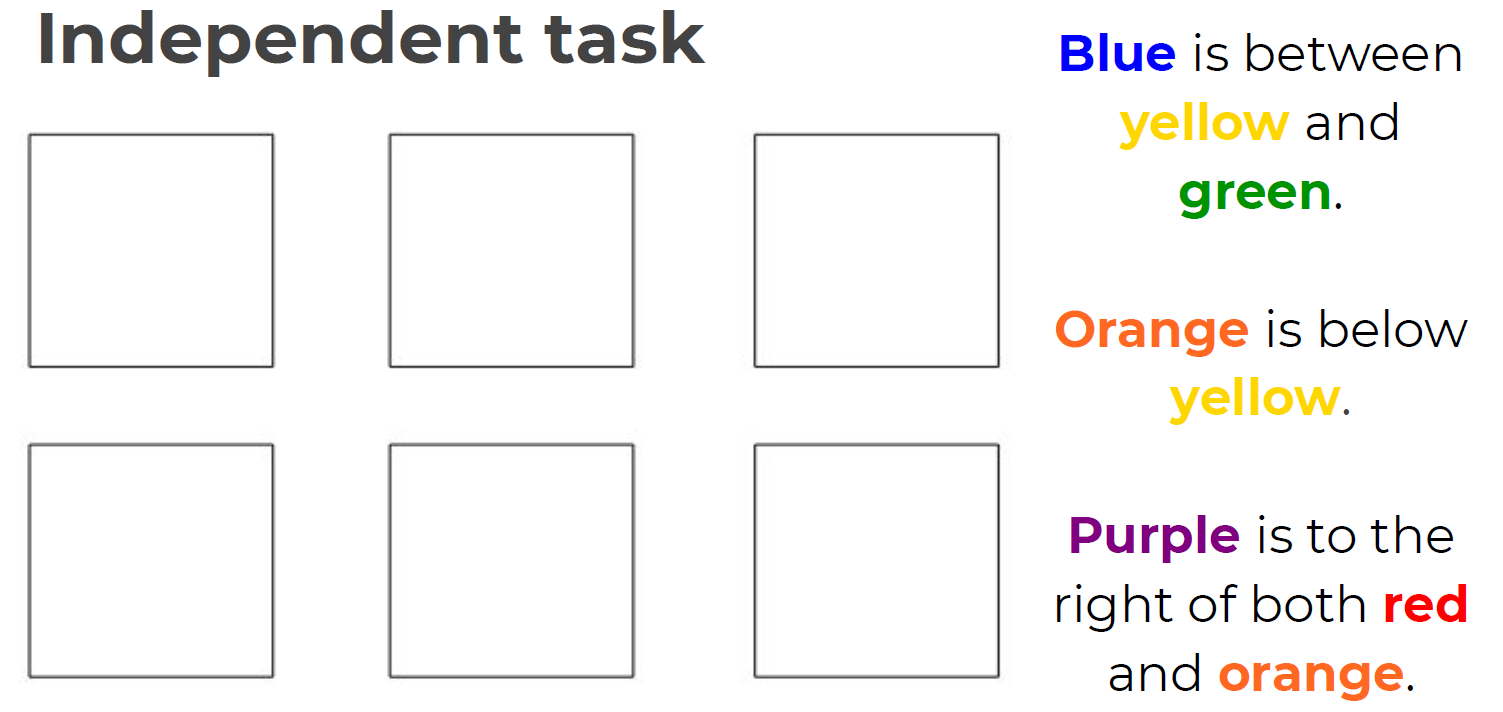 Independent task
Blue is between
yellow and
green.
Orange is below
yellow.
Purple is to the
right of both red
and orange.